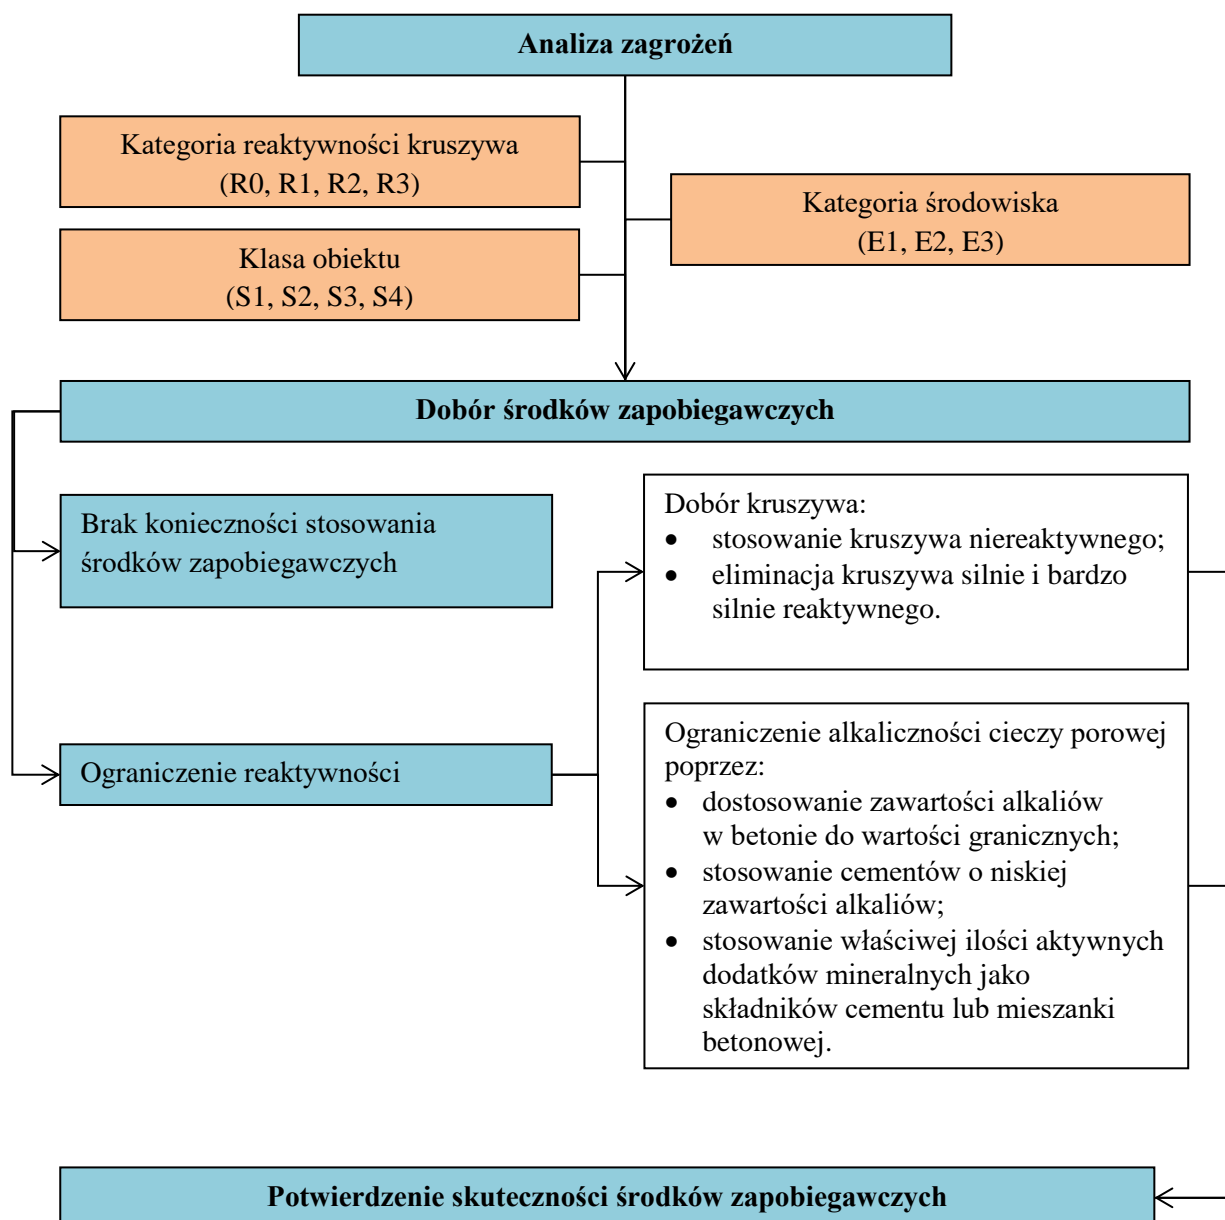 Analiza zagrożeń
Kategoria reaktywności kruszywa
(R0, R1, R2, R3)
Kategoria środowiska
(E1, E2, E3)
Klasa obiektu
(S1, S2, S3, S4)
Dobór środków zapobiegawczych
Brak konieczności stosowania
środków zapobiegawczych
Dobór kruszywa:
• stosowanie kruszywa niereaktywnego;
• eliminacja kruszywa silnie i bardzo
silnie reaktywnego.
Ograniczenie reaktywności
Ograniczenie alkaliczności cieczy porowej
poprzez:
• dostosowanie zawartości alkaliów
w betonie do wartości granicznych;
• stosowanie cementów o niskiej
zawartości alkaliów;
• stosowanie właściwej ilości aktywnych
dodatków mineralnych jako
składników cementu lub mieszanki
betonowej.
Potwierdzenie skuteczności środków zapobiegawczych